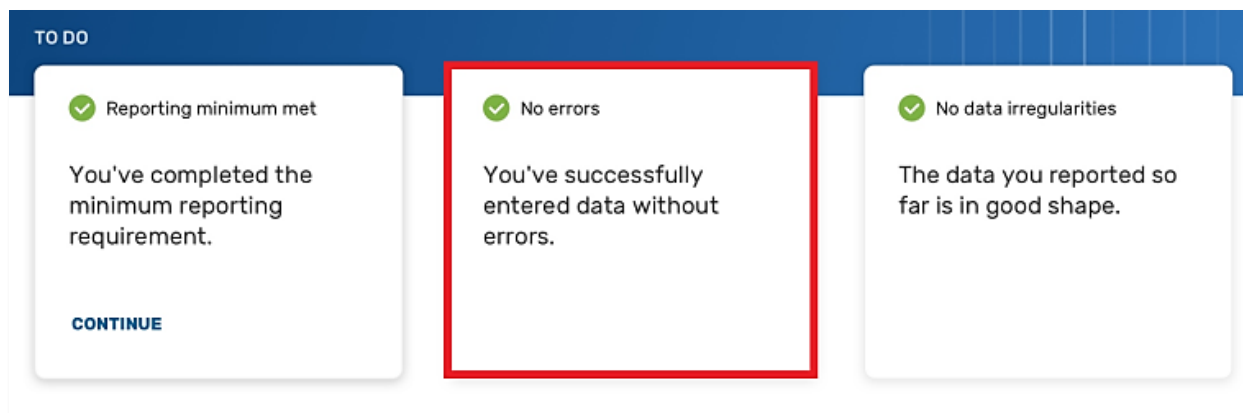 TO DO
Reporting minimum met
You've completed the
minimum reporting
requirement.
CONTINUE
No errors
You've successfully
entered data without
errors.
No data irregularities
The data you reported so
far is in good shape.